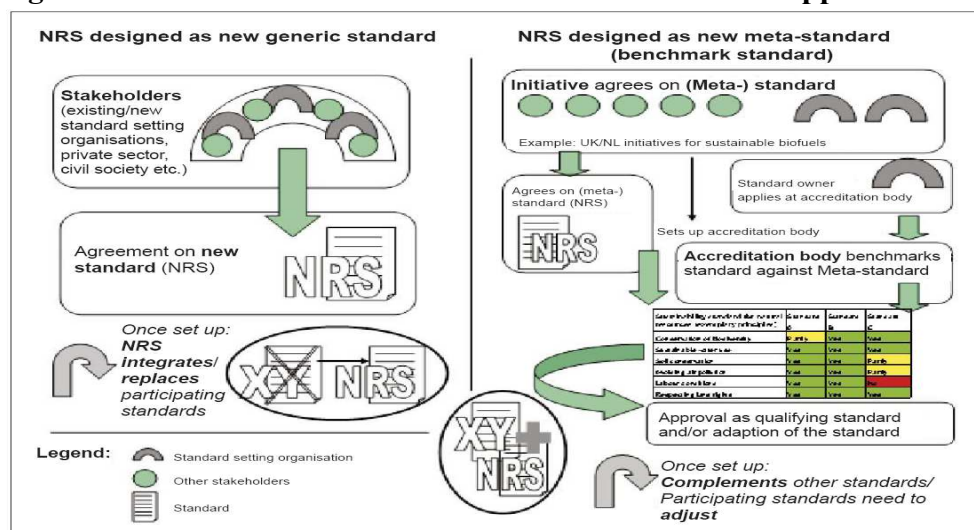 NRS designed as new generic standard
Stakeholders
(existing/new
standard setting
organisations,
private sector,
civil society etc.)
Agreement on new
standard (NRS)
NRS
Once set up:
NRS
integrates/
replaces
participating
standards
XY
NRS
Legend:
Standard setting organisation
Other stakeholders
Standard
NRS designed as new meta-standard
(benchmark standard)
Initiative agrees on (Meta-) standard
Example: UK/NL initiatives for sustainable biofuels
Agrees on (meta-)
standard (NRS)
NRS
Sets up accreditation body
Standard owner
applies at accreditation body
Accreditation body benchmarks
standard against Meta-standard
Approval as qualifying standard
and/or adaption of the standard
XY
NRS
Once set up:
Complements other standards/
Participating standards need to
adjust